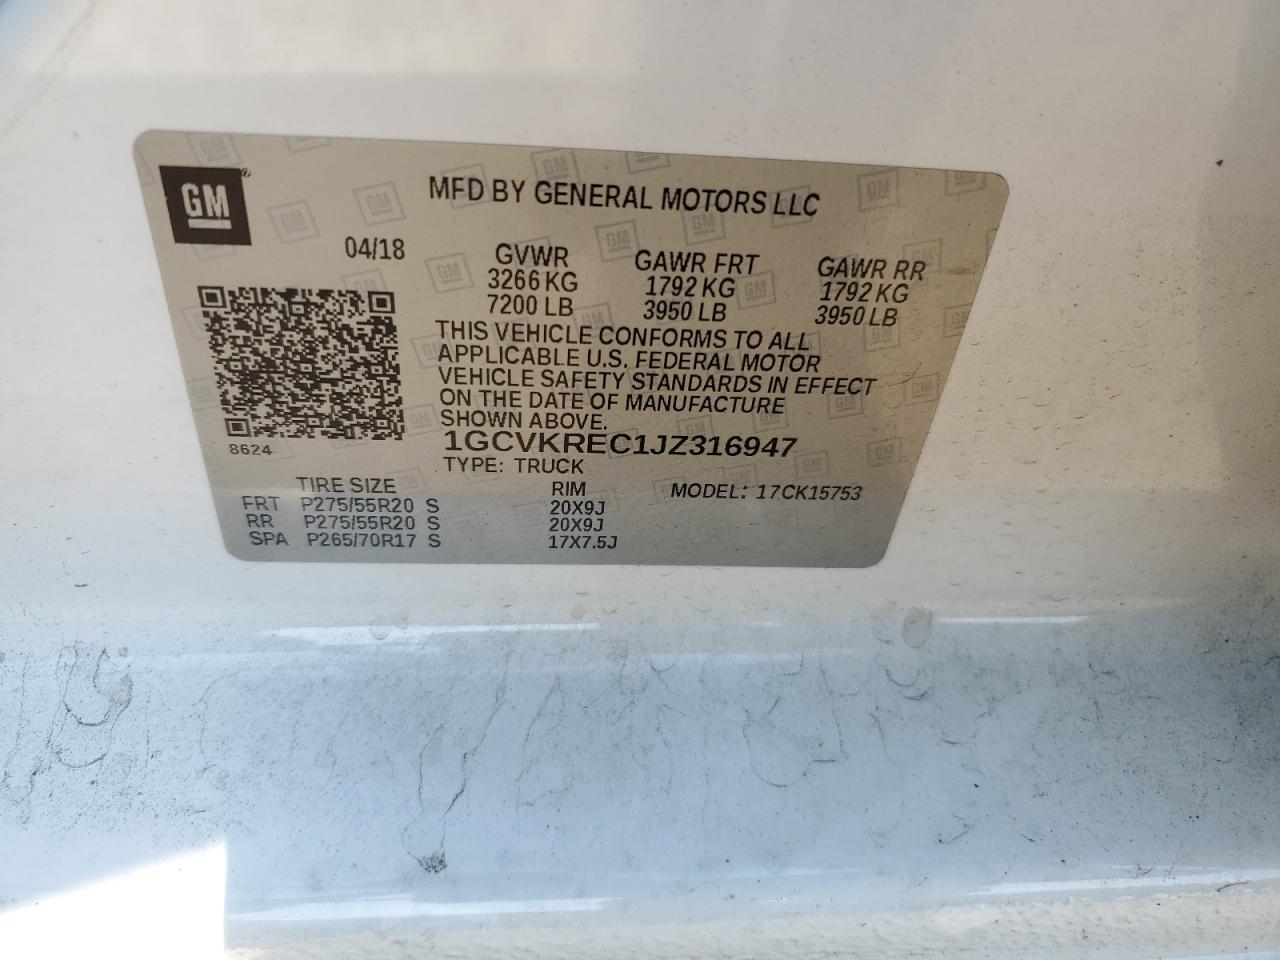 GM
MFD BY GENERAL MOTORS LLC
04/18
GVWR GAWR FRT GAWR RR
3266 KG 1792 KG 1792 KG
7200 LB 3950 LB 3950 LB
THIS VEHICLE CONFORMS TO ALL
APPLICABLE U.S. FEDERAL MOTOR
VEHICLE SAFETY STANDARDS IN EFFECT
ON THE DATE OF MANUFACTURE
SHOWN ABOVE.
8624
1GCVKREC1JZ316947
TYPE: TRUCK
TIRE SIZE RIM MODEL: 17CK15753
FRT P275/55R20 S 20X9J
RR P275/55R20 S 20X9J
SPA P265/70R17 S 17X7.5J